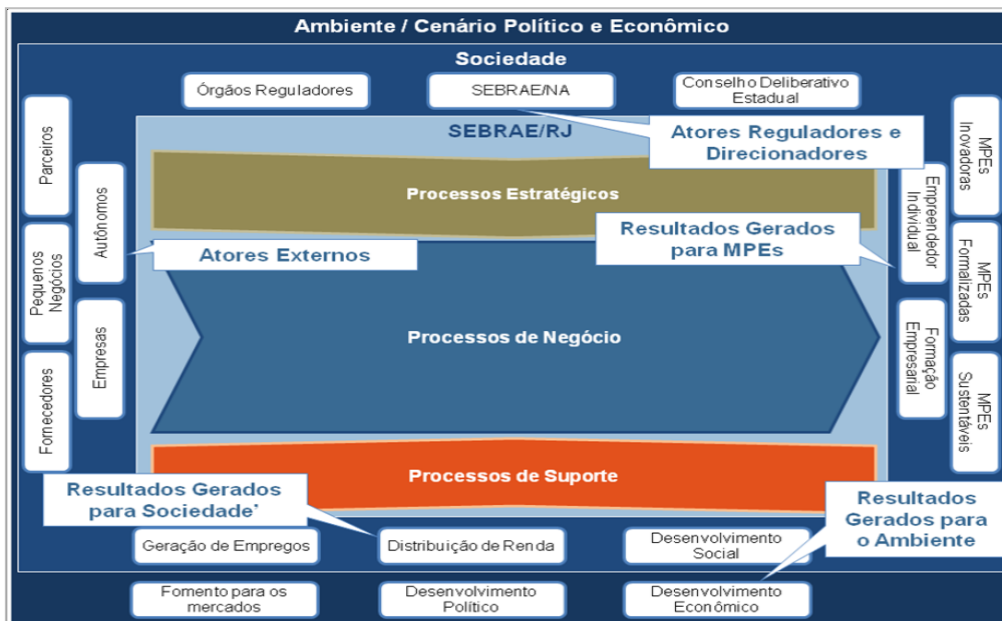 Ambiente / Cenário Político e Econômico
Sociedade
Órgãos Reguladores
SEBRAE/NA
Conselho Deliberativo
Estadual
SEBRAE/RJ
Atores Reguladores e
Direcionadores
Parceiros
Pequenos
Negócios
Fornecedores
Autônomos
Empresas
Atores Externos
Processos Estratégicos
Processos de Negócio
Processos de Suporte
Resultados Gerados
para MPEs
Empreendedor
Individual
Formação
Empresarial
MPEs
Inovadoras
MPEs
Formalizadas
MPEs
Sustentáveis
Resultados Gerados
para Sociedade’
Resultados
Gerados para
o Ambiente
Geração de Empregos
Distribuição de Renda
Desenvolvimento
Social
Fomento para os
mercados
Desenvolvimento
Político
Desenvolvimento
Econômico